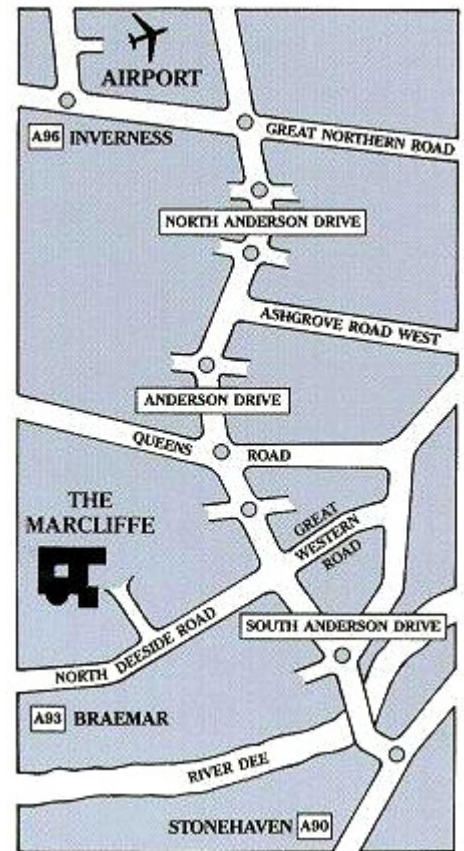 AIRPORT
A96 INVERNESS
GREAT NORTHERN ROAD
NORTH ANDERSON DRIVE
ASHGROVE ROAD WEST
ANDERSON DRIVE
QUEENS ROAD
THE
MARCLIFFE
GREAT
WESTERN
ROAD
SOUTH ANDERSON DRIVE
NORTH DEESIDE ROAD
A93 BRAEMAR
RIVER DEE
STONEHAVEN A90